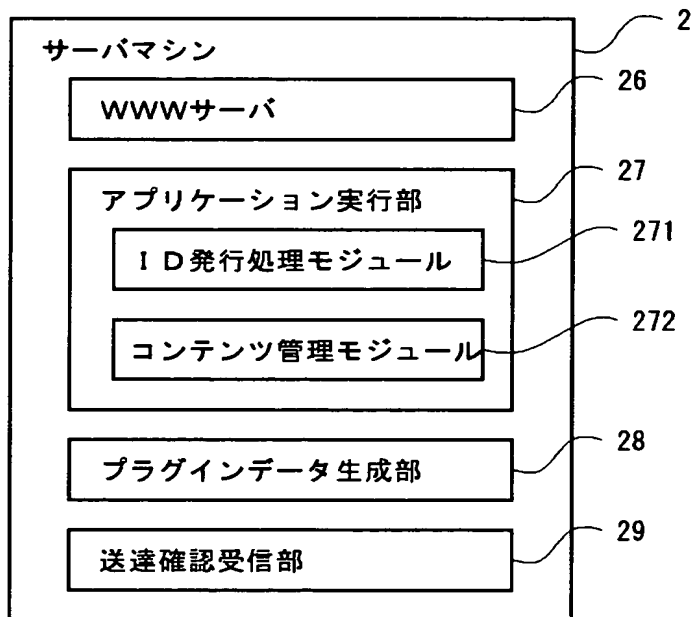 サーバマシン
2
WWWサーバ
26
アプリケーション実行部
27
ID発行処理モジュール
271
コンテンツ管理モジュール
272
プラグインデータ生成部
28
送達確認受信部
29